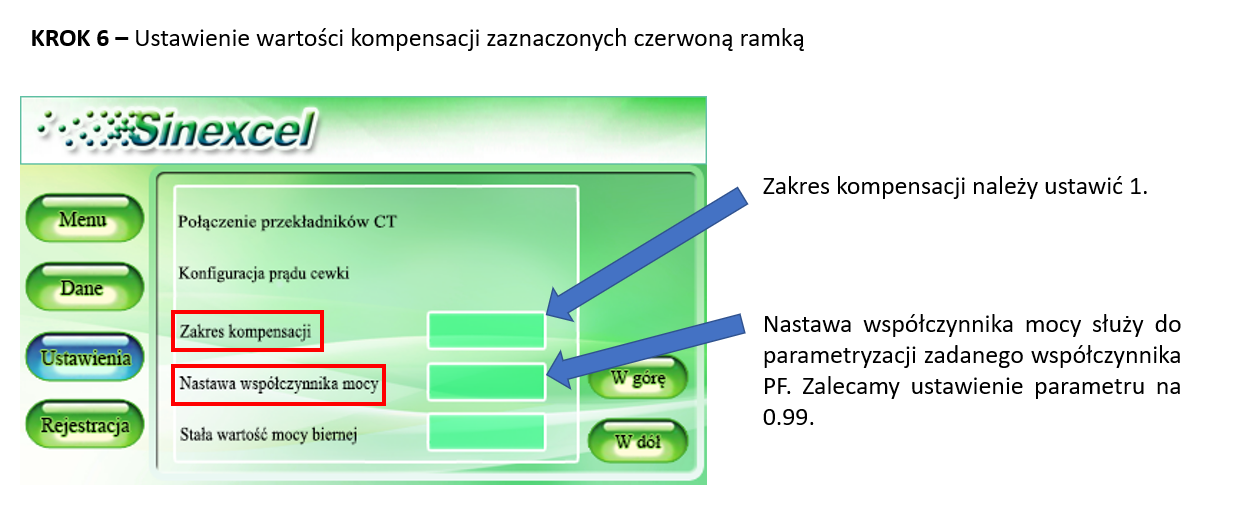 KROK 6 – Ustawienie wartości kompensacji zaznaczonych czerwoną ramką
Sinexcel
Menu
Dane
Ustawienia
Rejestracja
Połączenie przekładników CT
Konfiguracja prądu cewki
Zakres kompensacji
Nastawa współczynnika mocy
Stała wartość mocy biernej
W górę
W dół
Zakres kompensacji należy ustawić 1.
Nastawa współczynnika mocy służy do
parametryzacji zadanego współczynnika
PF. Zalecamy ustawienie parametru na
0.99.